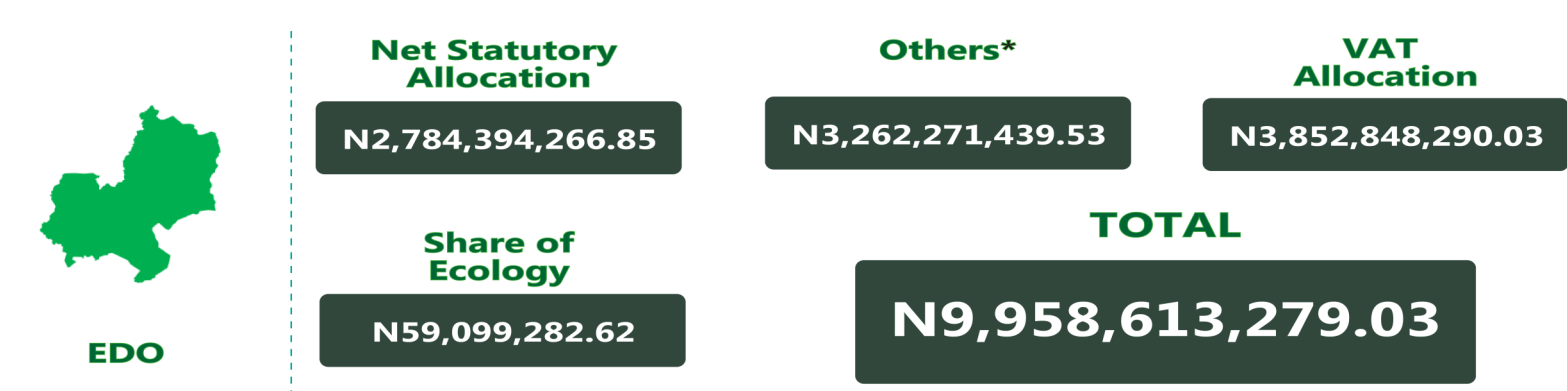 Net Statutory
Allocation
N2,784,394,266.85
Others*
N3,262,271,439.53
VAT
Allocation
N3,852,848,290.03
Share of
Ecology
N59,099,282.62
TOTAL
N9,958,613,279.03
EDO